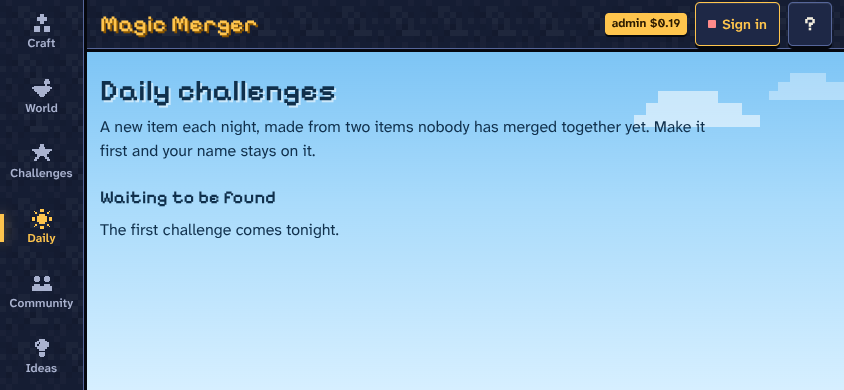 Magic Merger
admin $0.19
Sign in
?
Craft
World
Challenges
Daily
Community
Ideas
Daily challenges
A new item each night, made from two items nobody has merged together yet. Make it
first and your name stays on it.
Waiting to be found
The first challenge comes tonight.